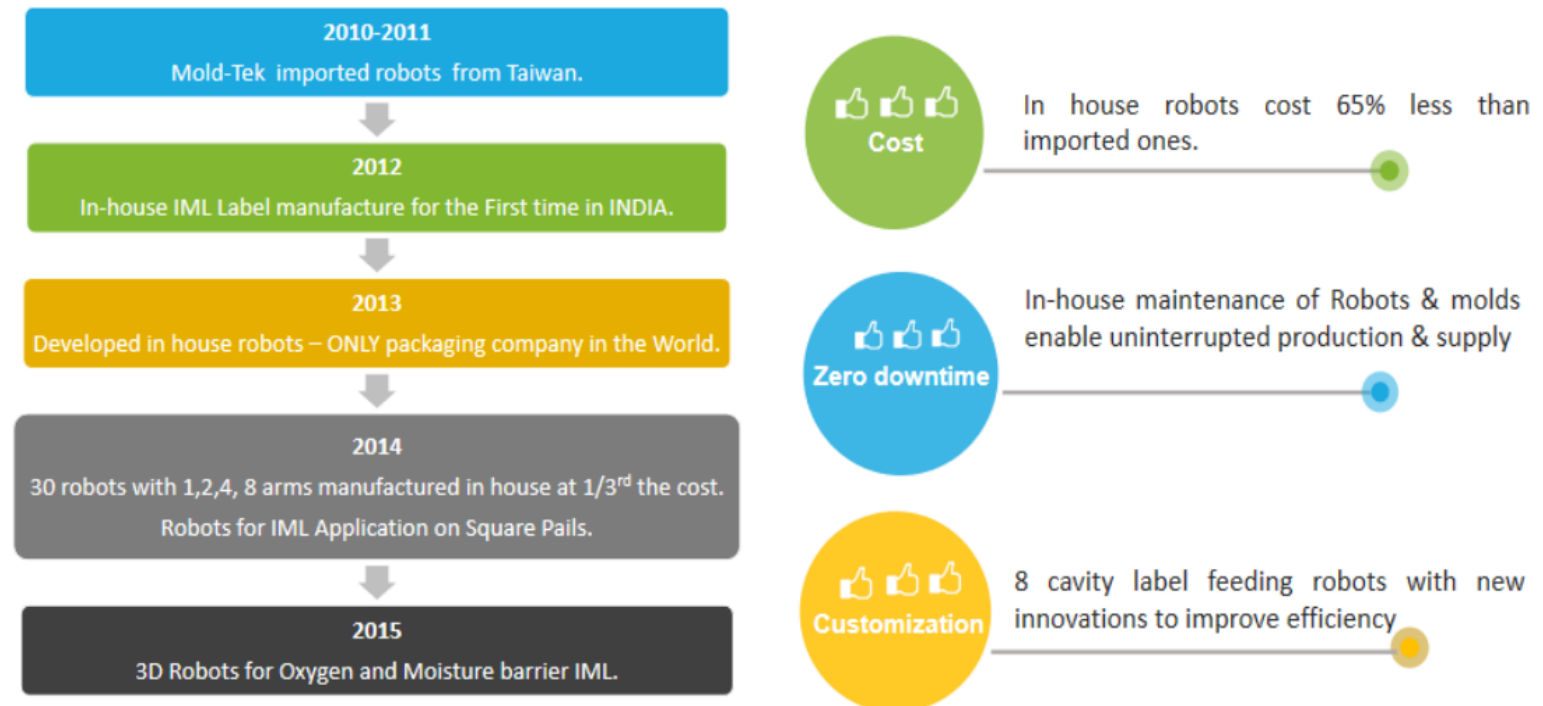 2010-2011
Mold-Tek imported robots from Taiwan.
2012
In-house IML Label manufacture for the First time in INDIA.
2013
Developed in house robots – ONLY packaging company in the World.
2014
30 robots with 1,2,4, 8 arms manufactured in house at 1/3rd the cost.
Robots for IML Application on Square Pails.
2015
3D Robots for Oxygen and Moisture barrier IML.
Cost
In house robots cost 65% less than
imported ones.
Zero downtime
In-house maintenance of Robots & molds
enable uninterrupted production & supply
Customization
8 cavity label feeding robots with new
innovations to improve efficiency